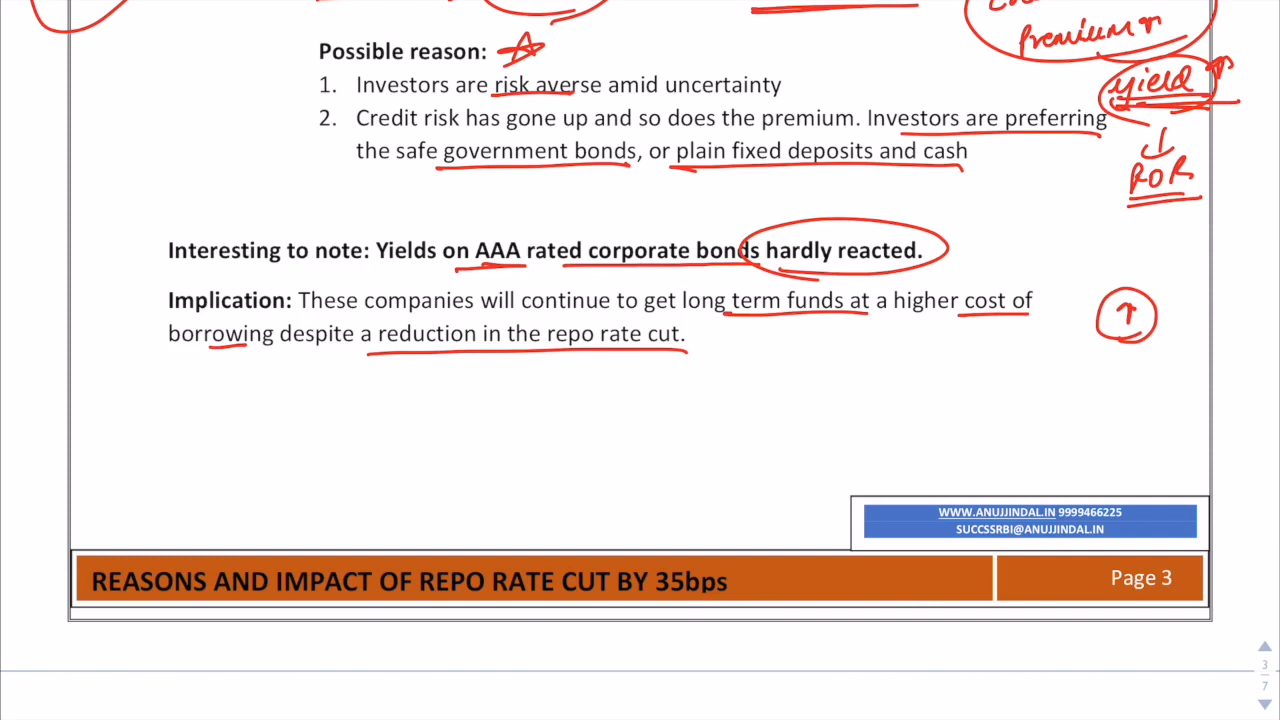 Premium ↑
Possible reason:
yield ↑
1. Investors are risk averse amid uncertainty
2. Credit risk has gone up and so does the premium. Investors are preferring
the safe government bonds, or plain fixed deposits and cash
ROR
Interesting to note: Yields on AAA rated corporate bonds hardly reacted.
Implication: These companies will continue to get long term funds at a higher cost of
borrowing despite a reduction in the repo rate cut.
↑
WWW.ANUJJINDAL.IN 9999466225
SUCCSSRBI@ANUJJINDAL.IN
REASONS AND IMPACT OF REPO RATE CUT BY 35bps
Page 3
3
7